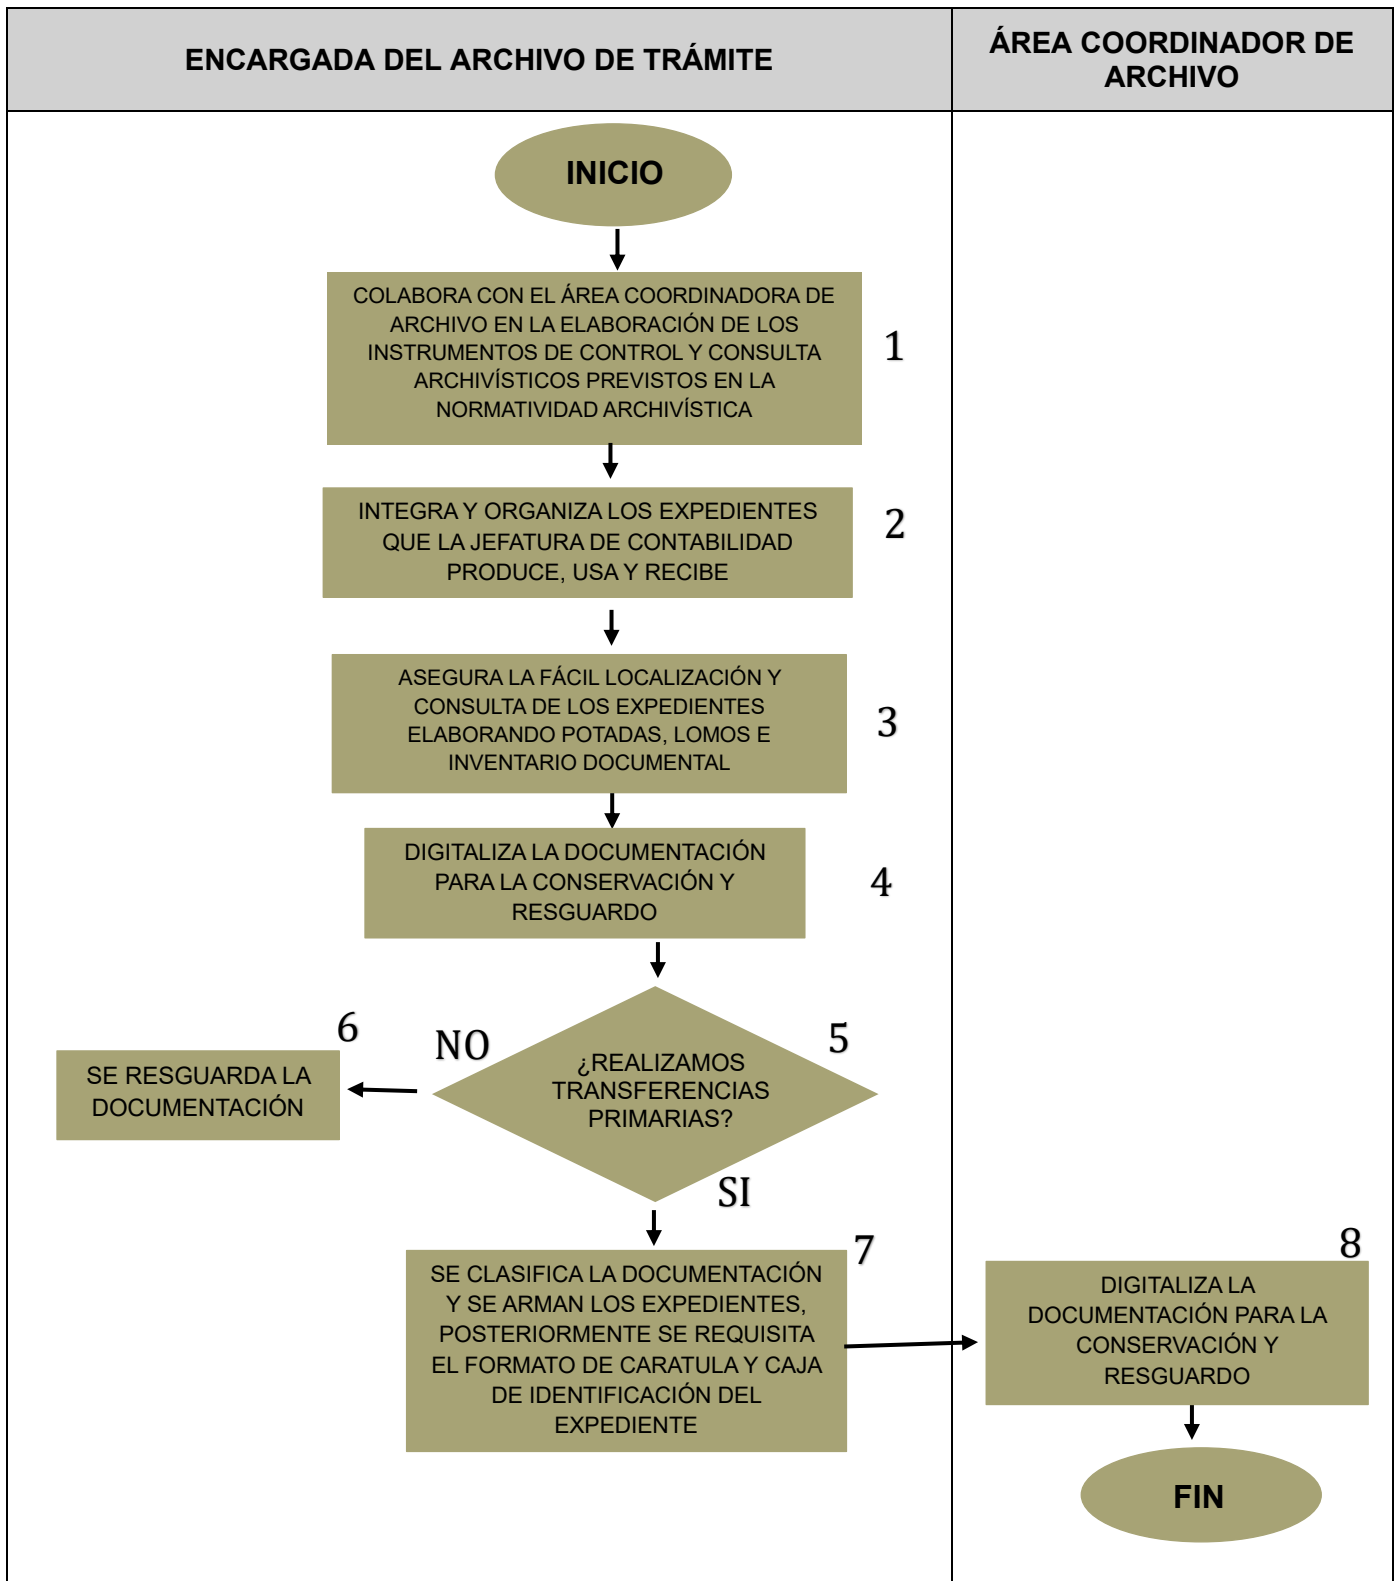 ENCARGADA DEL ARCHIVO DE TRÁMITE
ÁREA COORDINADOR DE
ARCHIVO
INICIO
COLABORA CON EL ÁREA COORDINADORA DE
ARCHIVO EN LA ELABORACIÓN DE LOS
INSTRUMENTOS DE CONTROL Y CONSULTA
ARCHIVÍSTICOS PREVISTOS EN LA
NORMATIVIDAD ARCHIVÍSTICA
1
INTEGRA Y ORGANIZA LOS EXPEDIENTES
QUE LA JEFATURA DE CONTABILIDAD
PRODUCE, USA Y RECIBE
2
ASEGURA LA FÁCIL LOCALIZACIÓN Y
CONSULTA DE LOS EXPEDIENTES
ELABORANDO POTADAS, LOMOS E
INVENTARIO DOCUMENTAL
3
DIGITALIZA LA DOCUMENTACIÓN
PARA LA CONSERVACIÓN Y
RESGUARDO
4
¿REALIZAMOS
TRANSFERENCIAS
PRIMARIAS?
5
NO
6
SE RESGUARDA LA
DOCUMENTACIÓN
SI
7
SE CLASIFICA LA DOCUMENTACIÓN
Y SE ARMAN LOS EXPEDIENTES,
POSTERIORMENTE SE REQUISITA
EL FORMATO DE CARATULA Y CAJA
DE IDENTIFICACIÓN DEL
EXPEDIENTE
8
DIGITALIZA LA
DOCUMENTACIÓN PARA LA
CONSERVACIÓN Y
RESGUARDO
FIN